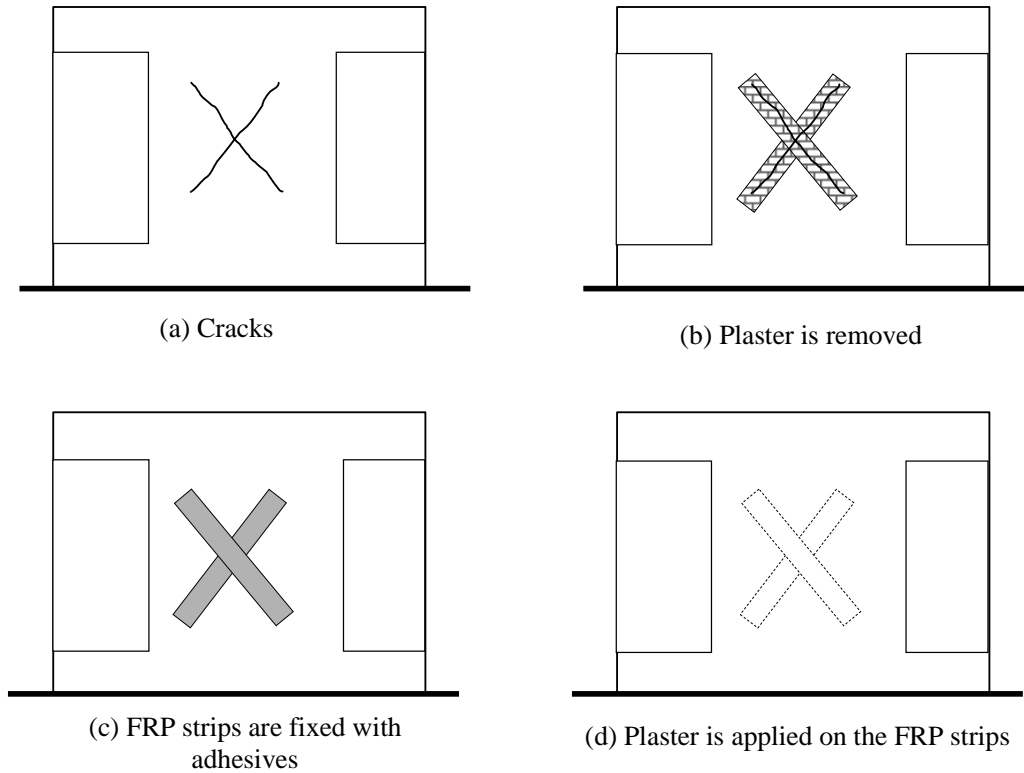 (a) Cracks
(b) Plaster is removed
(c) FRP strips are fixed with
adhesives
(d) Plaster is applied on the FRP strips